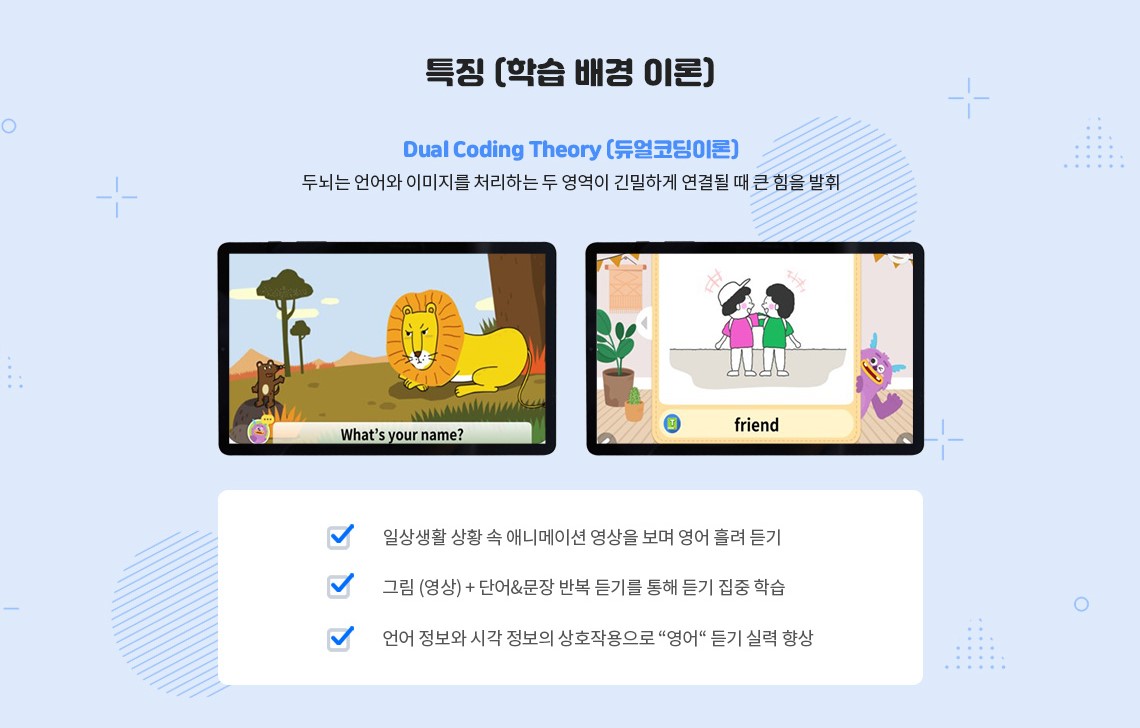 특징 (학습 배경 이론)
Dual Coding Theory (듀얼코딩이론)
두뇌는 언어와 이미지를 처리하는 두 영역이 긴밀하게 연결될 때 큰 힘을 발휘
What's your name?
friend
일상생활 상황 속 애니메이션 영상을 보며 영어 흘려 듣기
그림 (영상) + 단어&문장 반복 듣기를 통해 듣기 집중 학습
언어 정보와 시각 정보의 상호작용으로 “영어“ 듣기 실력 향상